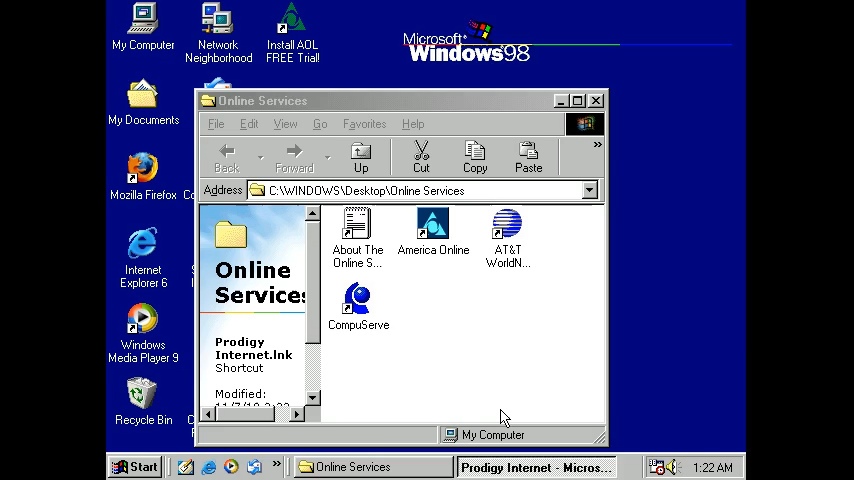 My Computer
Network
Neighborhood
Install AOL
FREE Trial!
Microsoft
Windows 98
My Documents
Mozilla Firefox
Internet
Explorer 6
Windows
Media Player 9
Recycle Bin
Online Services
File Edit View Go Favorites Help
Back Forward Up Cut Copy Paste
Address C:\WINDOWS\Desktop\Online Services
Online
Services
Prodigy
Internet.lnk
Shortcut
Modified:
About The
Online S...
America Online
AT&T
WorldN...
CompuServe
My Computer
Start
Online Services
Prodigy Internet - Micros...
1:22 AM